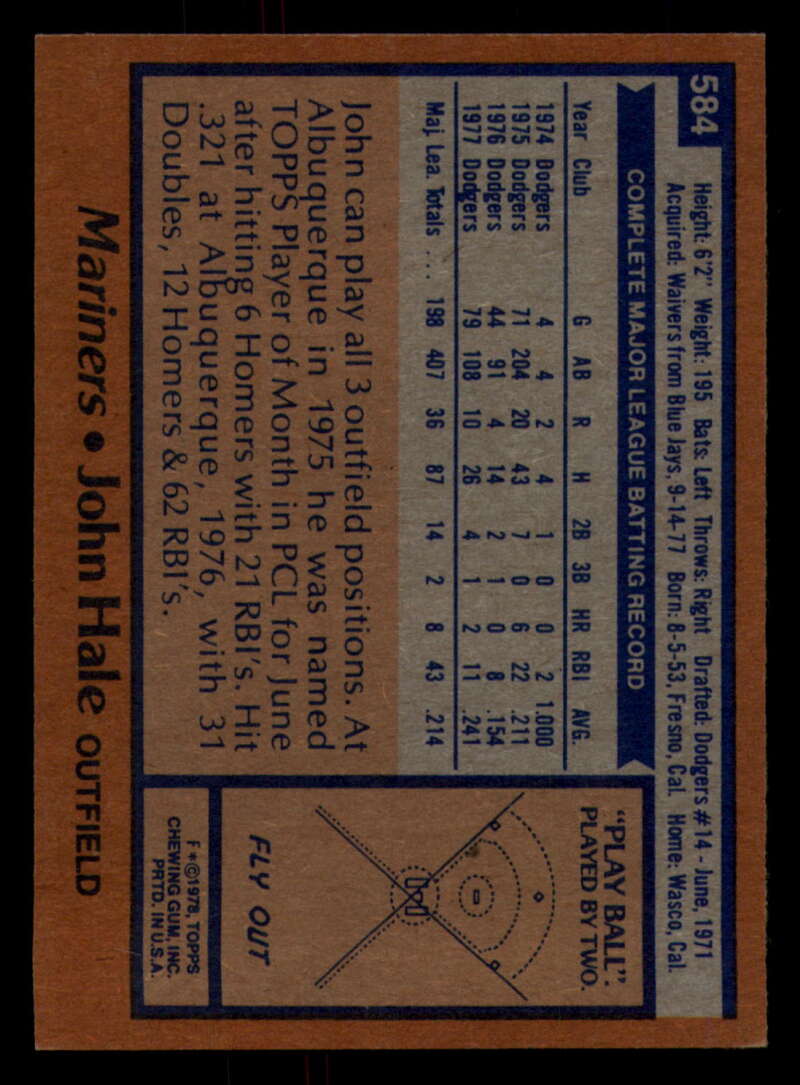 584
Height: 6'2" Weight: 195 Bats: Left Throws: Right Drafted: Dodgers #14 - June, 1971
Acquired: Waivers from Blue Jays, 9-14-77 Born: 8-5-53, Fresno, Cal. Home: Wasco, Cal.
COMPLETE MAJOR LEAGUE BATTING RECORD
Year Club G AB R H 2B 3B HR RBI AVG.
1974 Dodgers 4 4 2 4 1 0 0 2 1.000
1975 Dodgers 71 204 20 43 7 0 6 22 .211
1976 Dodgers 44 91 4 14 2 1 0 8 .154
1977 Dodgers 79 108 10 26 4 1 2 11 .241
Maj. Lea. Totals ... 198 407 36 87 14 2 8 43 .214
John can play all 3 outfield positions. At
Albuquerque in 1975 he was named
TOPPS Player of Month in PCL for June
after hitting 6 Homers with 21 RBI's. Hit
.321 at Albuquerque, 1976, with 31
Doubles, 12 Homers & 62 RBI's.
"PLAY BALL":
PLAYED BY TWO.
FLY OUT
F*©1978, TOPPS
CHEWING GUM, INC.
PRTD. IN U.S.A.
Mariners • John Hale OUTFIELD